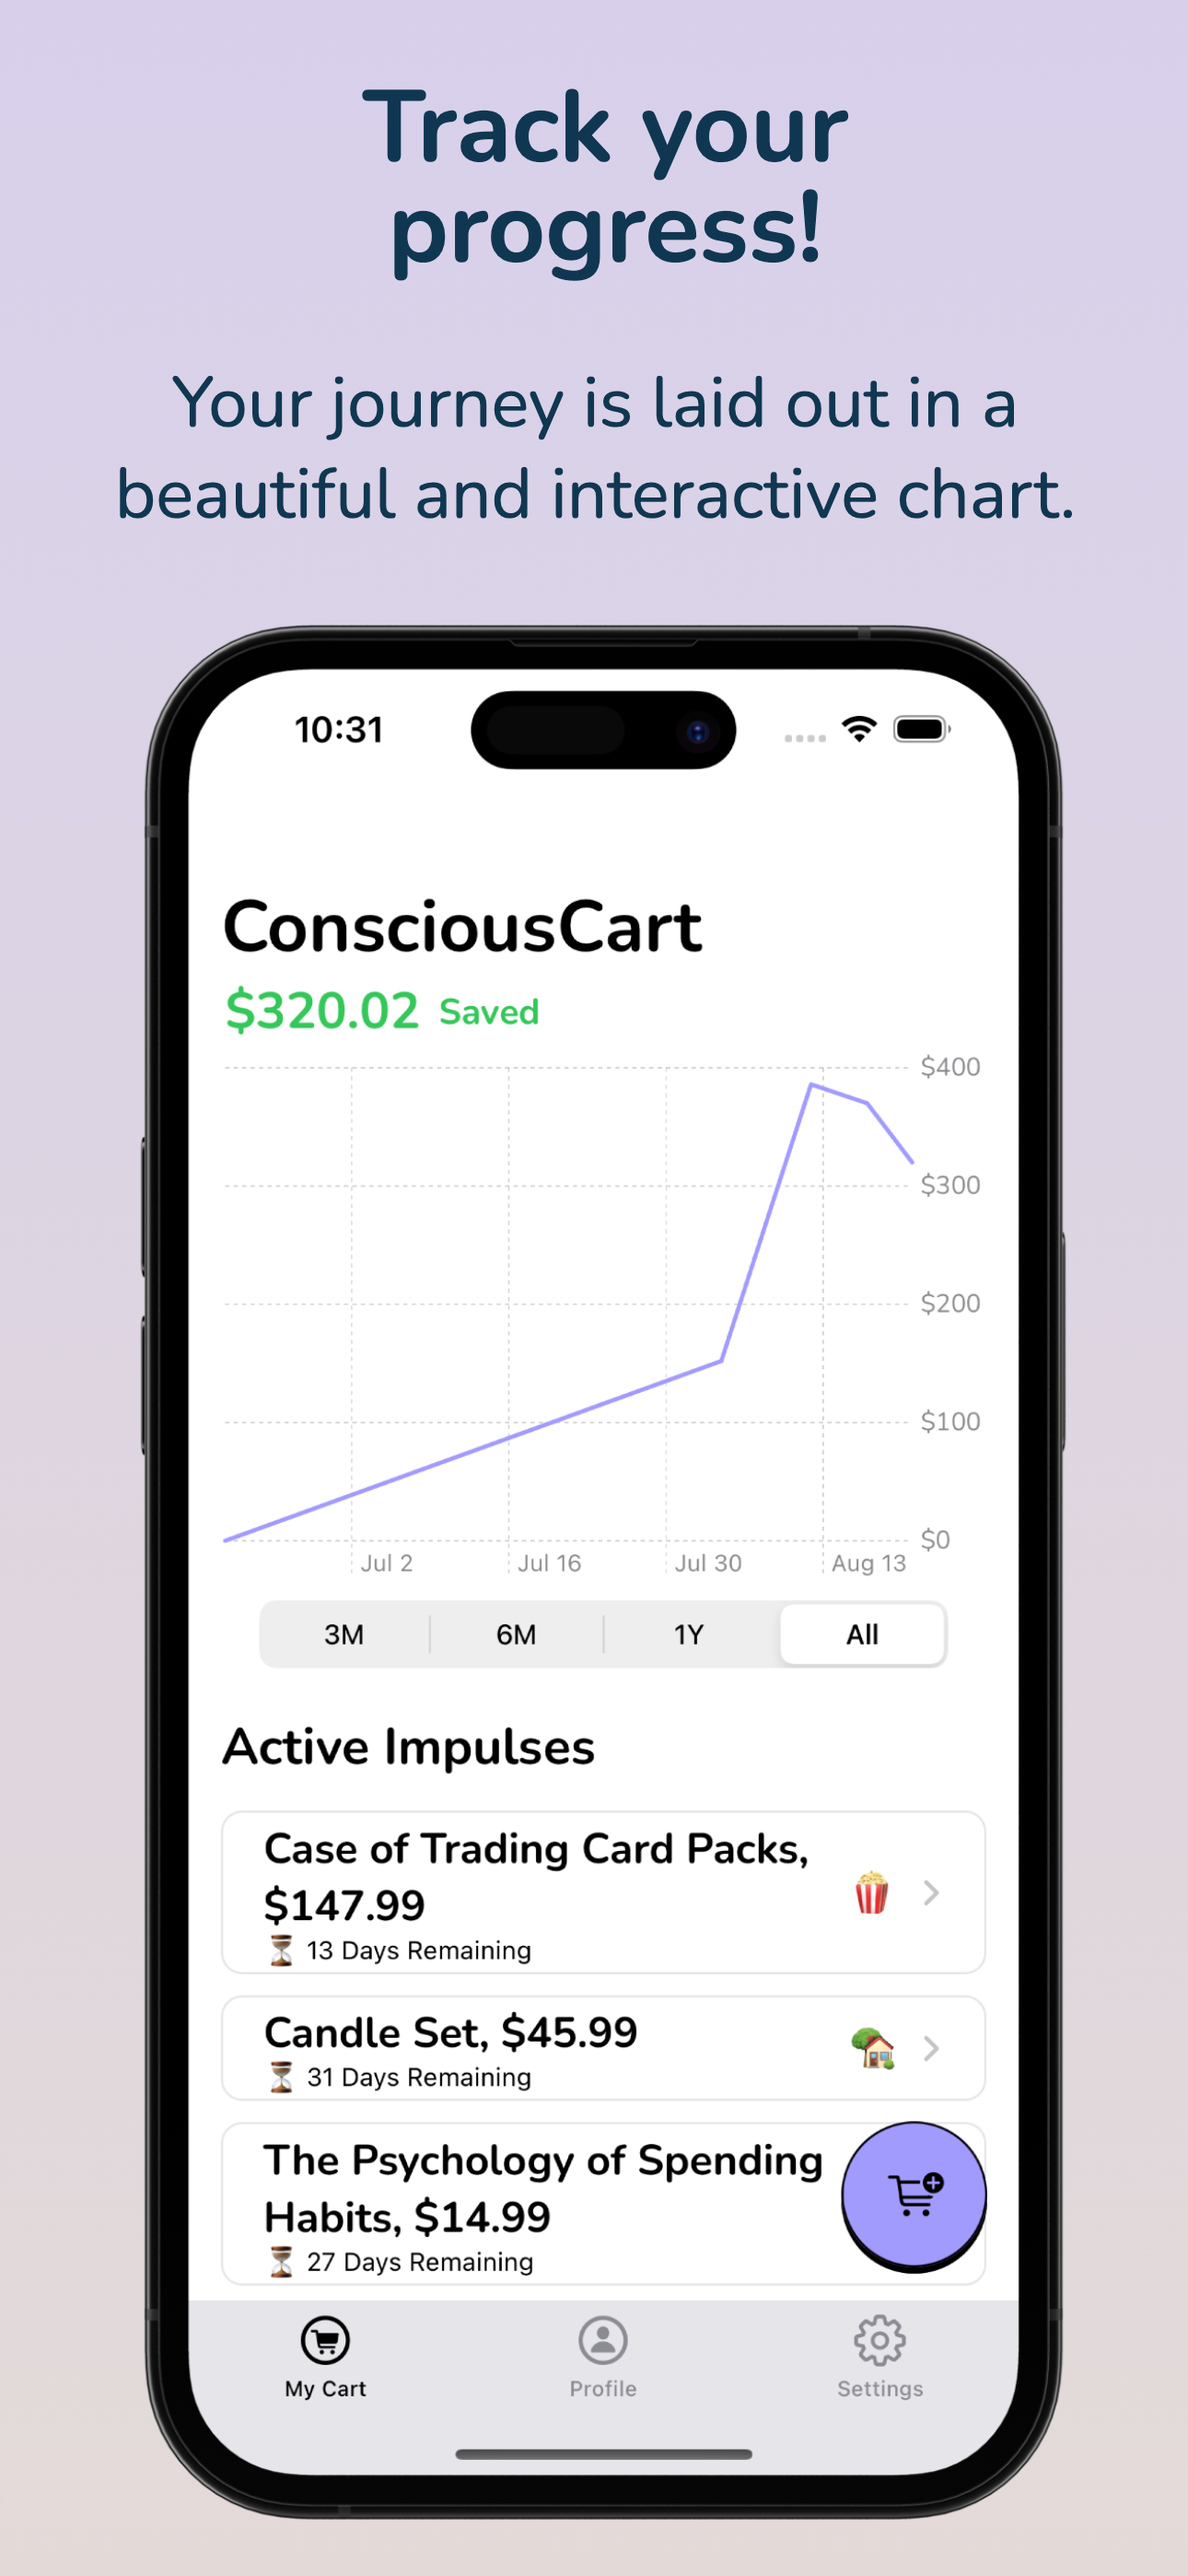 Track your
progress!
Your journey is laid out in a
beautiful and interactive chart.
10:31
ConsciousCart
$320.02 Saved
$400
$300
$200
$100
$0
Jul 2 Jul 16 Jul 30 Aug 13
3M 6M 1Y All
Active Impulses
Case of Trading Card Packs,
$147.99
13 Days Remaining
Candle Set, $45.99
31 Days Remaining
The Psychology of Spending
Habits, $14.99
27 Days Remaining
My Cart Profile Settings